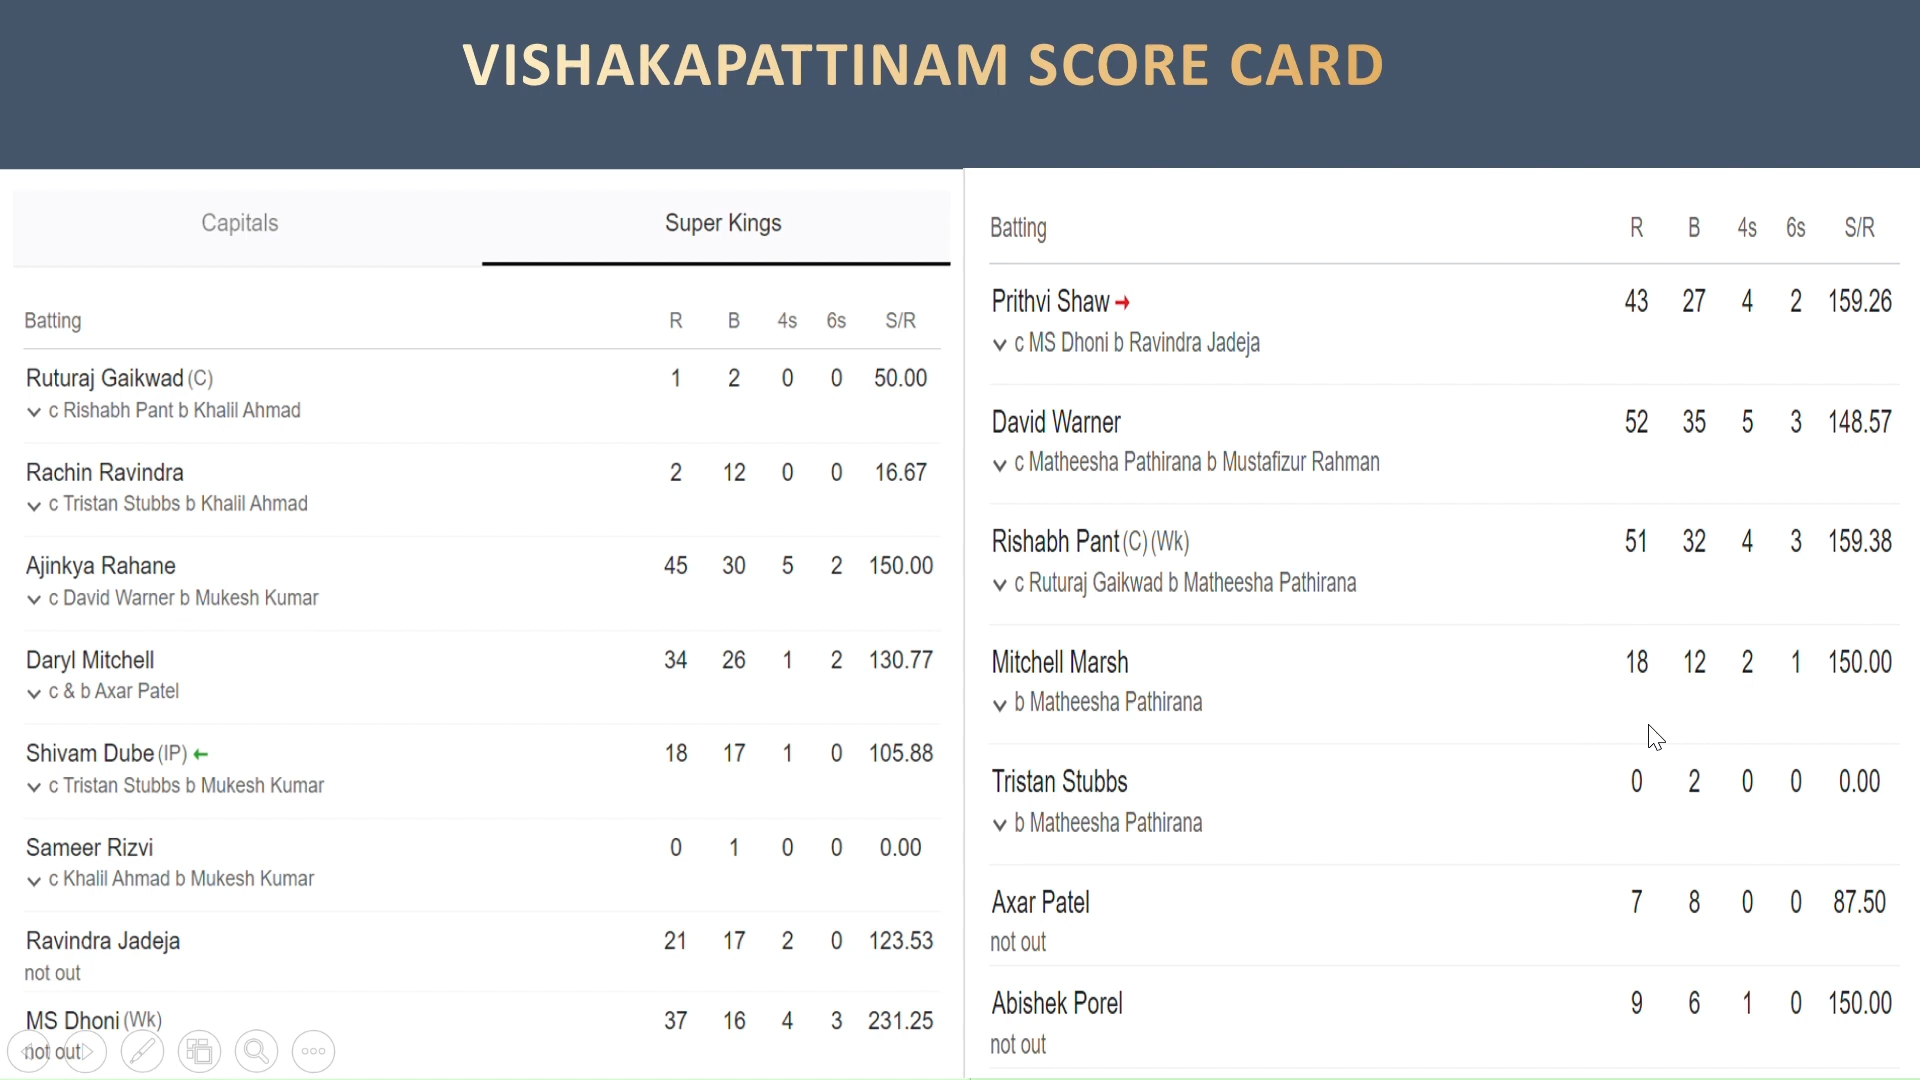 VISHAKAPATTINAM SCORE CARD
Capitals Super Kings
Batting R B 4s 6s S/R
Ruturaj Gaikwad (C) 1 2 0 0 50.00
c Rishabh Pant b Khalil Ahmad
Rachin Ravindra 2 12 0 0 16.67
c Tristan Stubbs b Khalil Ahmad
Ajinkya Rahane 45 30 5 2 150.00
c David Warner b Mukesh Kumar
Daryl Mitchell 34 26 1 2 130.77
c & b Axar Patel
Shivam Dube (IP) 18 17 1 0 105.88
c Tristan Stubbs b Mukesh Kumar
Sameer Rizvi 0 1 0 0 0.00
c Khalil Ahmad b Mukesh Kumar
Ravindra Jadeja 21 17 2 0 123.53
not out
MS Dhoni (Wk) 37 16 4 3 231.25
not out
Batting R B 4s 6s S/R
Prithvi Shaw 43 27 4 2 159.26
c MS Dhoni b Ravindra Jadeja
David Warner 52 35 5 3 148.57
c Matheesha Pathirana b Mustafizur Rahman
Rishabh Pant (C) (Wk) 51 32 4 3 159.38
c Ruturaj Gaikwad b Matheesha Pathirana
Mitchell Marsh 18 12 2 1 150.00
b Matheesha Pathirana
Tristan Stubbs 0 2 0 0 0.00
b Matheesha Pathirana
Axar Patel 7 8 0 0 87.50
not out
Abishek Porel 9 6 1 0 150.00
not out